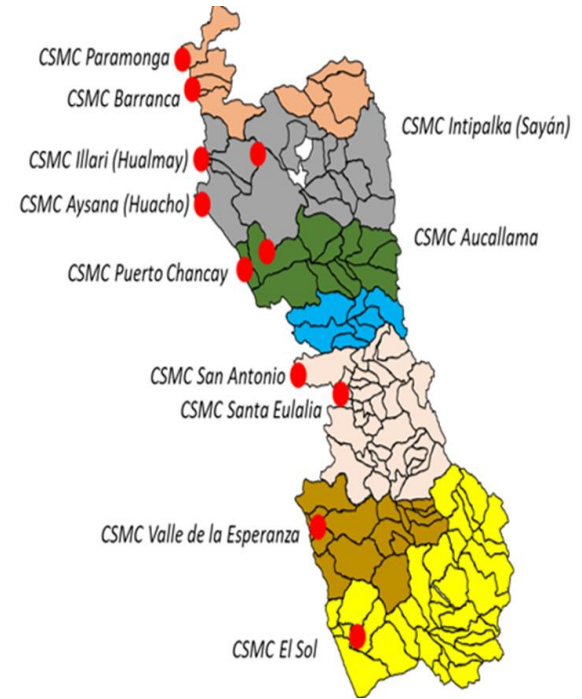 CSMC Paramonga
CSMC Barranca
CSMC Intipalka (Sayán)
CSMC Illari (Hualmay)
CSMC Aysana (Huacho)
CSMC Aucallama
CSMC Puerto Chancay
CSMC San Antonio
CSMC Santa Eulalia
CSMC Valle de la Esperanza
CSMC El Sol